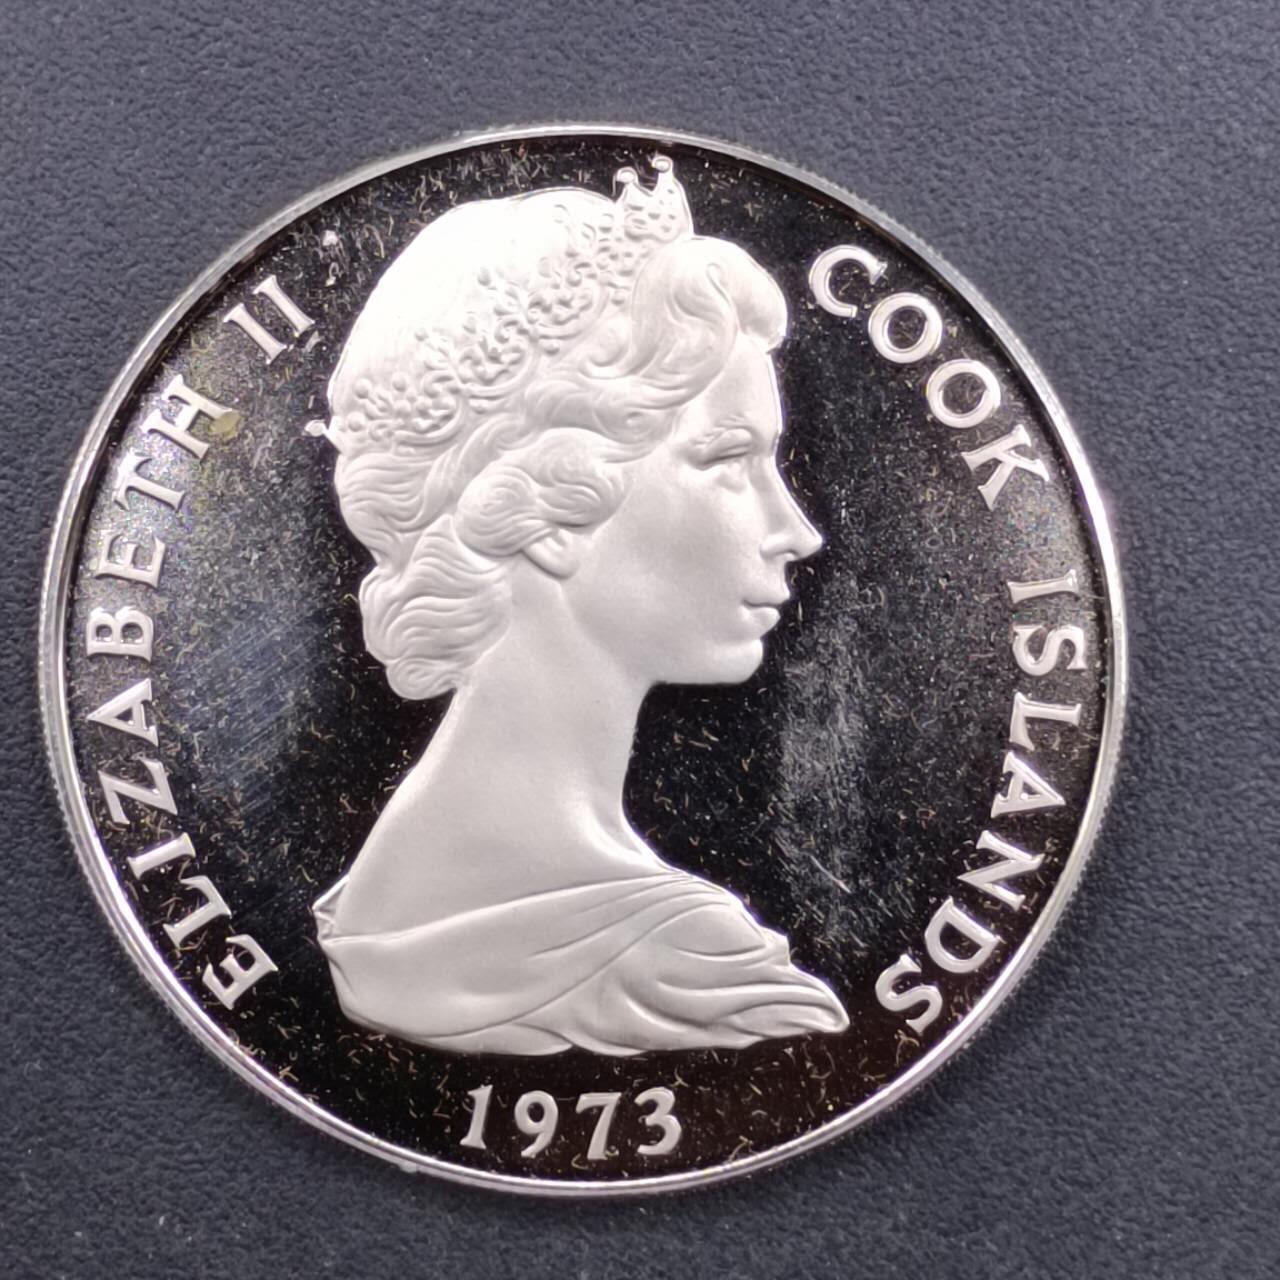 ELIZABETH II
COOK ISLANDS
1973